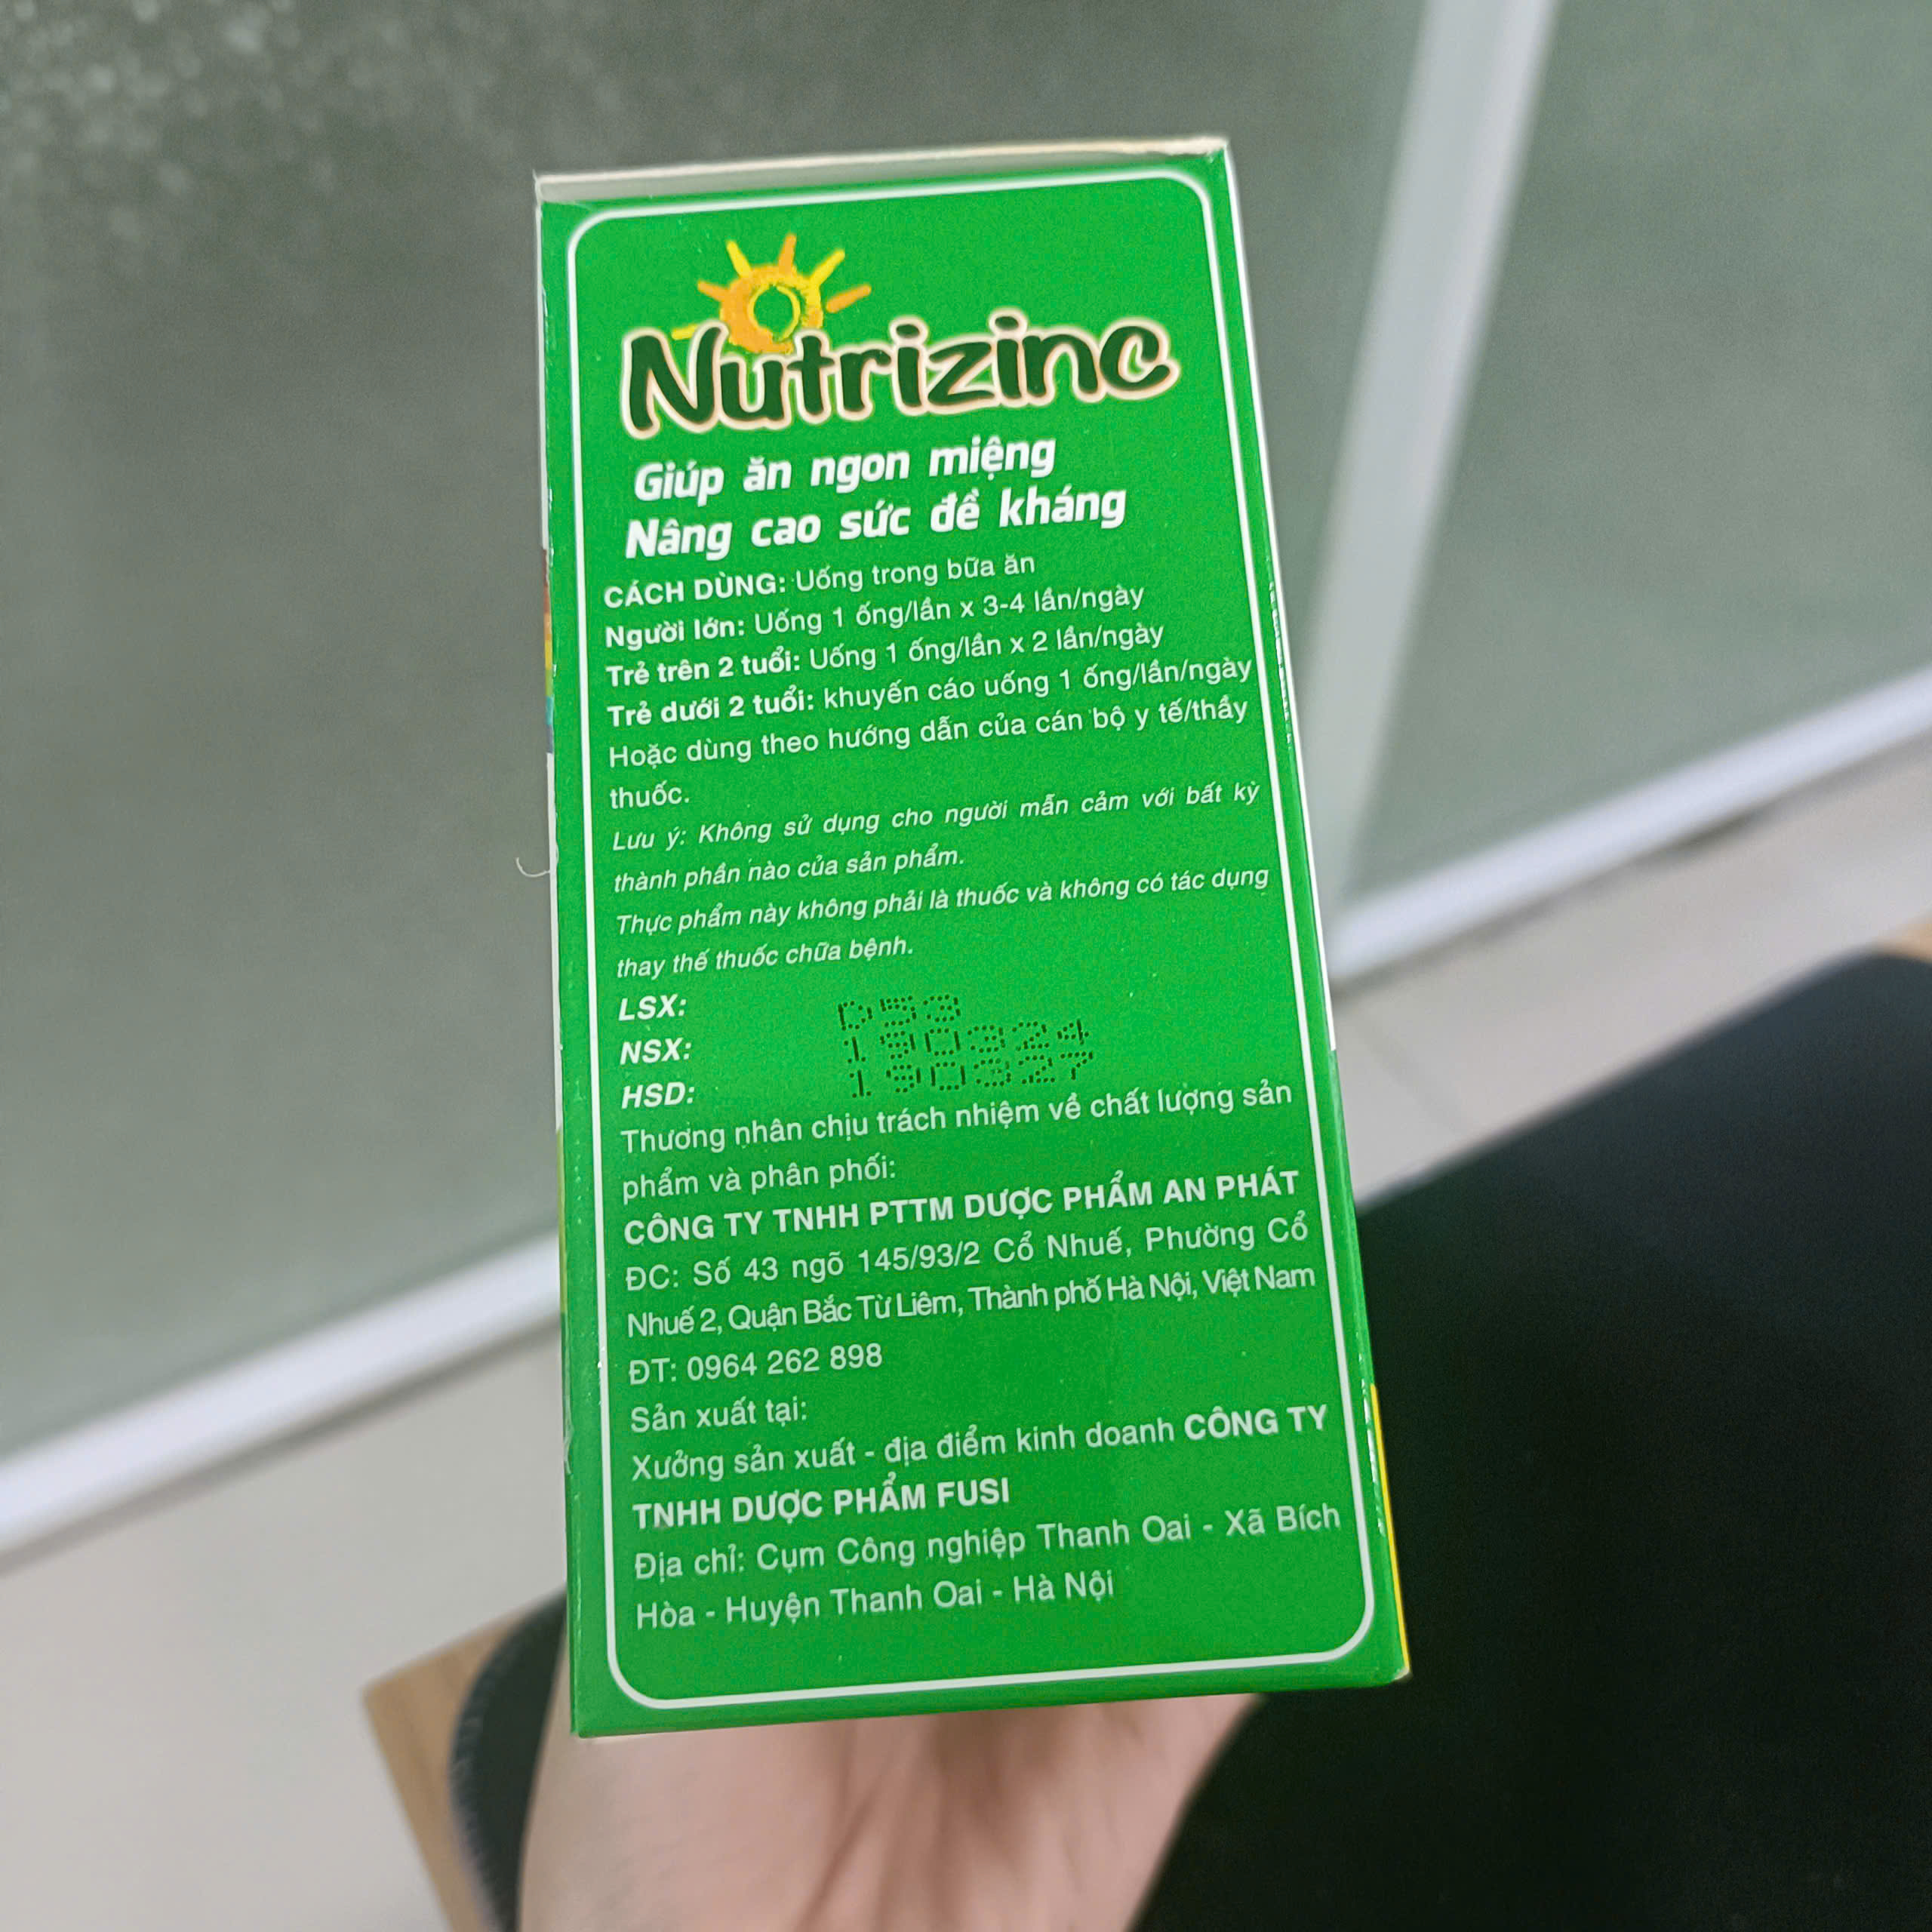 Nutrizinc
Giúp ăn ngon miệng
Nâng cao sức đề kháng
CÁCH DÙNG: Uống trong bữa ăn
Người lớn: Uống 1 ống/lần x 3-4 lần/ngày
Trẻ trên 2 tuổi: Uống 1 ống/lần x 2 lần/ngày
Trẻ dưới 2 tuổi: khuyến cáo uống 1 ống/lần/ngày
Hoặc dùng theo hướng dẫn của cán bộ y tế/thầy
thuốc.
Lưu ý: Không sử dụng cho người mẫn cảm với bất kỳ
thành phần nào của sản phẩm.
Thực phẩm này không phải là thuốc và không có tác dụng
thay thế thuốc chữa bệnh.
LSX: D53
NSX: 190324
HSD: 190327
Thương nhân chịu trách nhiệm về chất lượng sản
phẩm và phân phối:
CÔNG TY TNHH PTTM DƯỢC PHẨM AN PHÁT
ĐC: Số 43 ngõ 145/93/2 Cổ Nhuế, Phường Cổ
Nhuế 2, Quận Bắc Từ Liêm, Thành phố Hà Nội, Việt Nam
ĐT: 0964 262 898
Sản xuất tại:
Xưởng sản xuất - địa điểm kinh doanh CÔNG TY
TNHH DƯỢC PHẨM FUSI
Địa chỉ: Cụm Công nghiệp Thanh Oai - Xã Bích
Hòa - Huyện Thanh Oai - Hà Nội